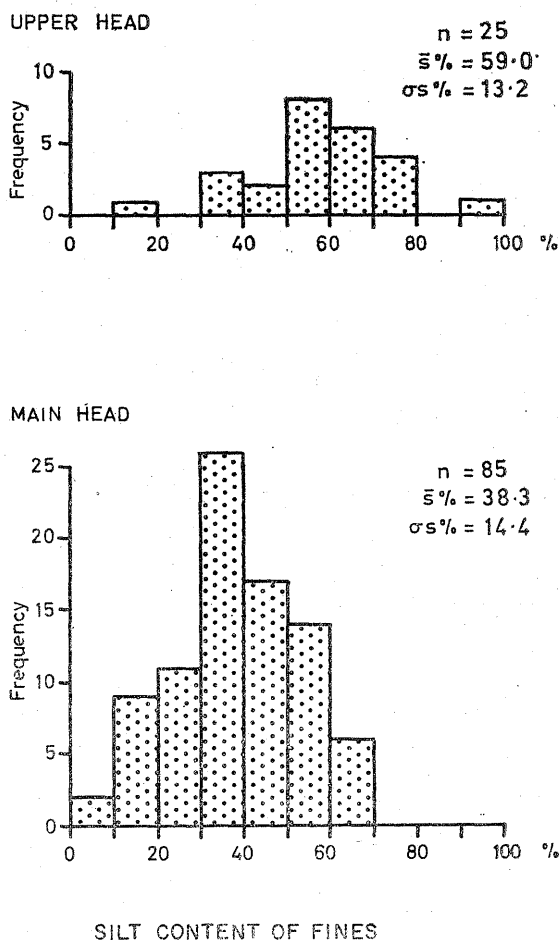 UPPER HEAD
n = 25
s̄% = 59·0
σs% = 13·2
Frequency
10
5
0
0 20 40 60 80 100 %
MAIN HEAD
n = 85
s̄% = 38·3
σs% = 14·4
Frequency
25
20
15
10
5
0
0 20 40 60 80 100 %
SILT CONTENT OF FINES